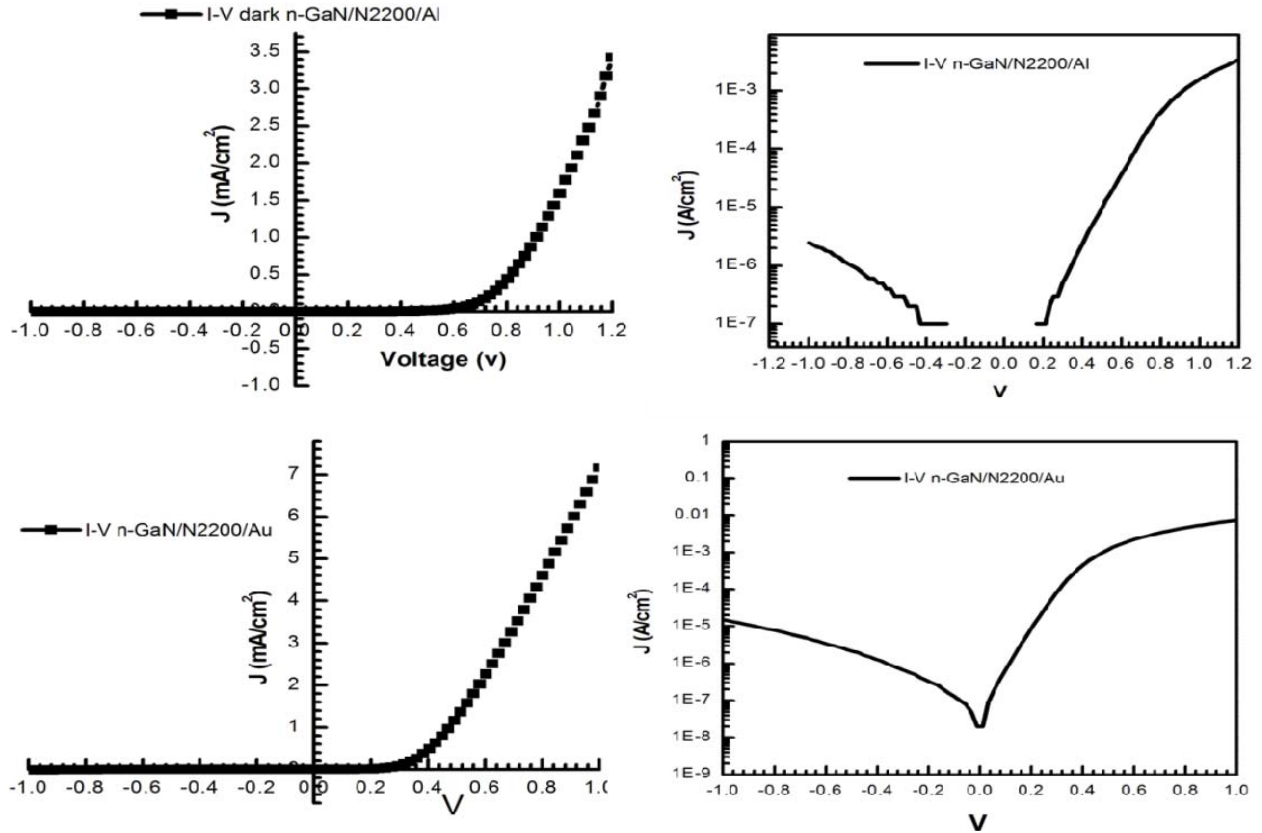 I-V dark n-GaN/N2200/Al
3.5
3.0
2.5
2.0
1.5
1.0
0.5
0.0
-0.5
-1.0
J (mA/cm²)
-1.0 -0.8 -0.6 -0.4 -0.2 0.0 0.2 0.4 0.6 0.8 1.0 1.2
Voltage (v)
I-V n-GaN/N2200/Al
1E-3
1E-4
1E-5
1E-6
1E-7
J (A/cm²)
-1.2 -1.0 -0.8 -0.6 -0.4 -0.2 0.0 0.2 0.4 0.6 0.8 1.0 1.2
V
I-V n-GaN/N2200/Au
7
6
5
4
3
2
1
0
J (mA/cm²)
-1.0 -0.8 -0.6 -0.4 -0.2 0.0 0.2 0.4 0.6 0.8 1.0
V
I-V n-GaN/N2200/Au
1
0.1
0.01
1E-3
1E-4
1E-5
1E-6
1E-7
1E-8
1E-9
J (A/cm²)
-1.0 -0.8 -0.6 -0.4 -0.2 0.0 0.2 0.4 0.6 0.8 1.0
V